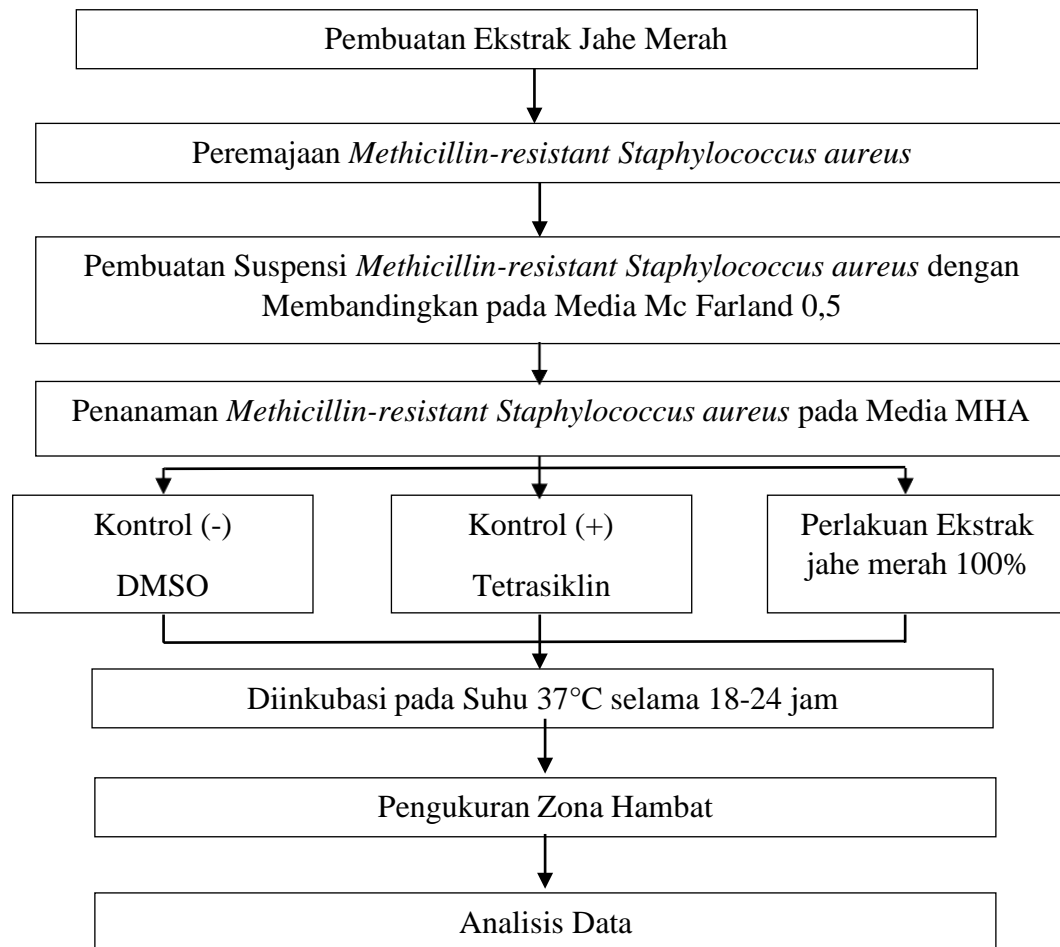 Pembuatan Ekstrak Jahe Merah
Peremajaan Methicillin-resistant Staphylococcus aureus
Pembuatan Suspensi Methicillin-resistant Staphylococcus aureus dengan
Membandingkan pada Media Mc Farland 0,5
Penanaman Methicillin-resistant Staphylococcus aureus pada Media MHA
Kontrol (-)
DMSO
Kontrol (+)
Tetrasiklin
Perlakuan Ekstrak
jahe merah 100%
Diinkubasi pada Suhu 37°C selama 18-24 jam
Pengukuran Zona Hambat
Analisis Data